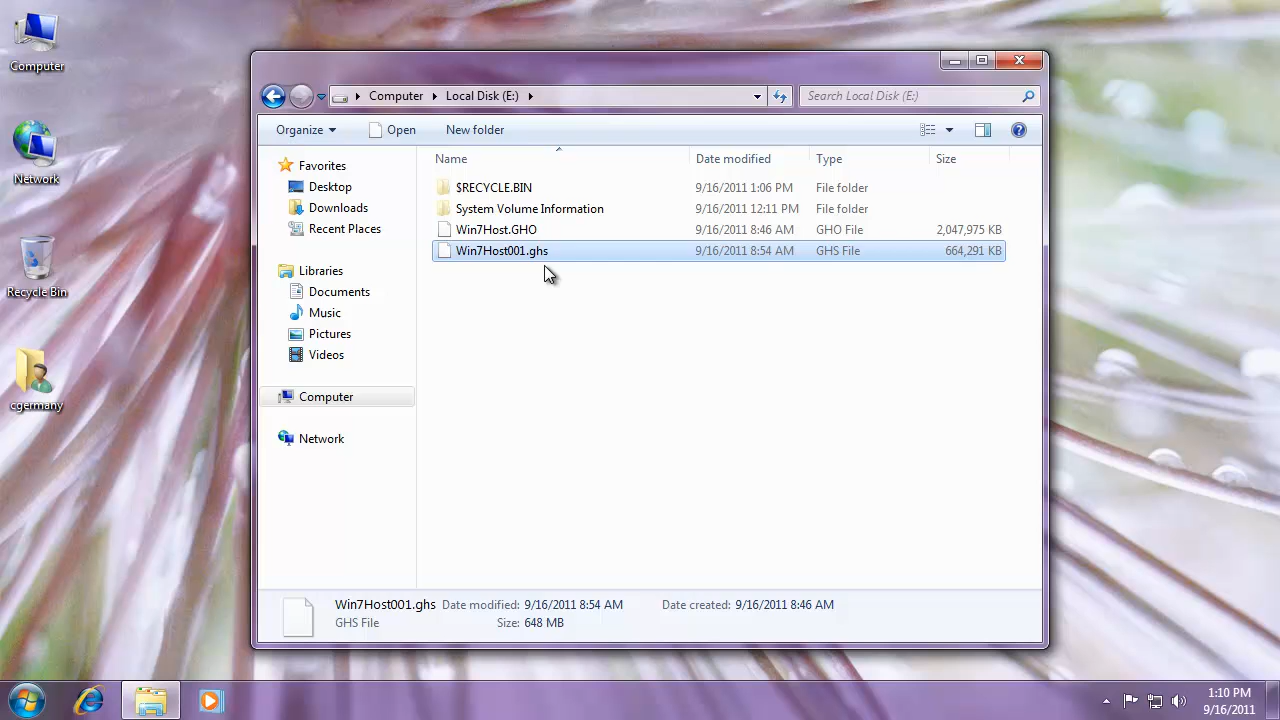 Computer
Network
Recycle Bin
cgermany
Computer Local Disk (E:)
Search Local Disk (E:)
Organize Open New folder
Favorites
Desktop
Downloads
Recent Places
Libraries
Documents
Music
Pictures
Videos
Computer
Network
Name Date modified Type Size
$RECYCLE.BIN 9/16/2011 1:06 PM File folder
System Volume Information 9/16/2011 12:11 PM File folder
Win7Host.GHO 9/16/2011 8:46 AM GHO File 2,047,975 KB
Win7Host001.ghs 9/16/2011 8:54 AM GHS File 664,291 KB
Win7Host001.ghs Date modified: 9/16/2011 8:54 AM Date created: 9/16/2011 8:46 AM
GHS File Size: 648 MB
1:10 PM
9/16/2011